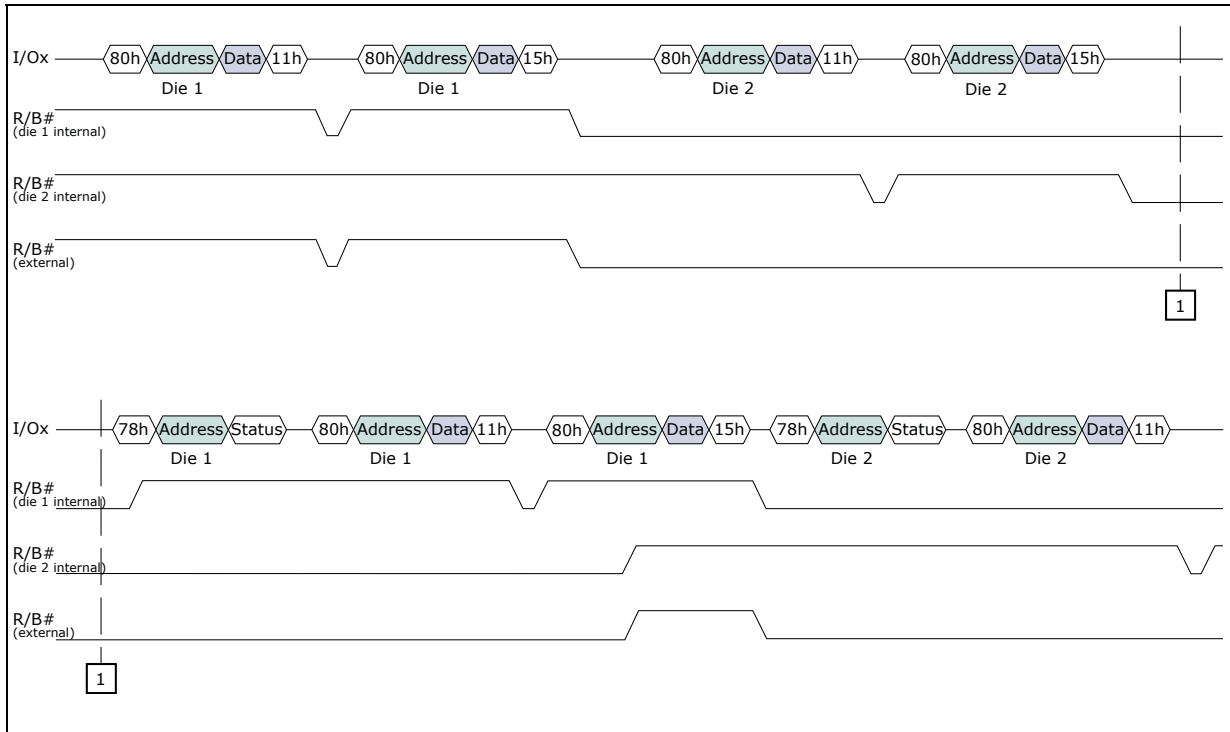 I/Ox 80h Address Data 11h 80h Address Data 15h 80h Address Data 11h 80h Address Data 15h
Die 1 Die 1 Die 2 Die 2
R/B#
(die 1 internal)
R/B#
(die 2 internal)
R/B#
(external)
1
I/Ox 78h Address Status 80h Address Data 11h 80h Address Data 15h 78h Address Status 80h Address Data 11h
Die 1 Die 1 Die 1 Die 2 Die 2
R/B#
(die 1 internal)
R/B#
(die 2 internal)
R/B#
(external)
1